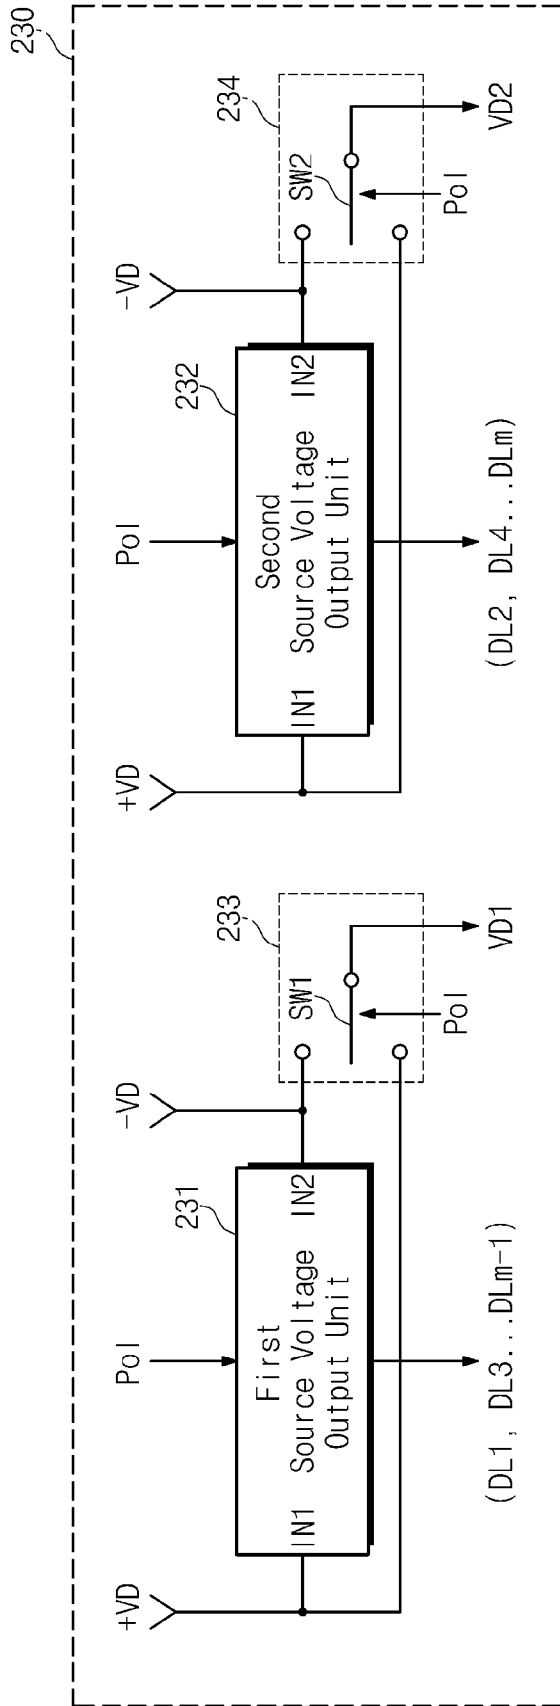 230
+VD
Pol
-VD
231
First
Source Voltage
Output Unit
IN1
IN2
(DL1, DL3...DLm-1)
233
SW1
Pol
VD1
+VD
Pol
-VD
232
Second
Source Voltage
Output Unit
IN1
IN2
(DL2, DL4...DLm)
234
SW2
Pol
VD2